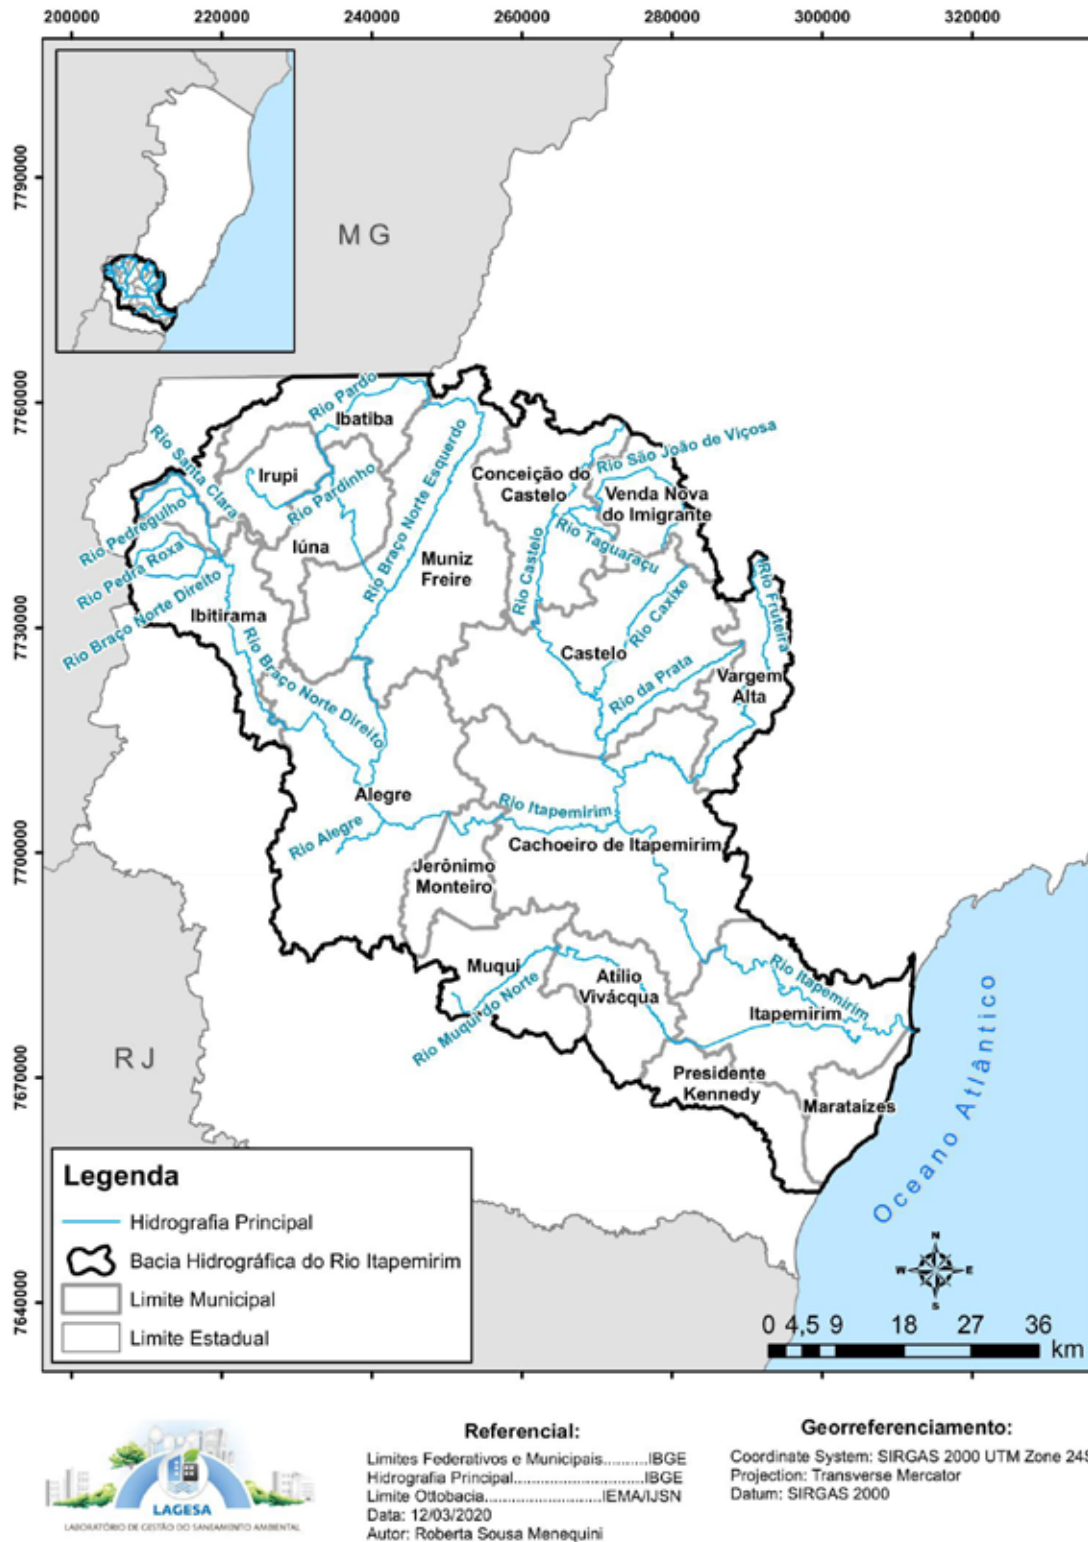 200000 220000 240000 260000 280000 300000 320000
7790000
7760000
7730000
7700000
7670000
7640000
MG
RJ
Rio Pardo
Ibatiba
Rio Santa Clara
Irupi
Rio Pardinho
Rio Braço Norte Esquerdo
Conceição do
Castelo
Rio São João de Viçosa
Venda Nova
do Imigrante
Rio Pedregulho
Iúna
Rio Taguaraçu
Rio Castelo
Muniz
Freire
Rio Pedra Roxa
Rio Braço Norte Direito
Ibitirama
Rio Caxixe
Rio Fruteira
Castelo
Rio Braço Norte Direito
Rio da Prata
Vargem
Alta
Alegre
Rio Alegre
Rio Itapemirim
Cachoeiro de Itapemirim
Jerônimo
Monteiro
Muqui
Rio Muqui do Norte
Atílio
Vivácqua
Rio Itapemirim
Itapemirim
Presidente
Kennedy
Marataízes
Oceano Atlântico
Legenda
Hidrografia Principal
Bacia Hidrográfica do Rio Itapemirim
Limite Municipal
Limite Estadual
N
W E
S
0 4,5 9 18 27 36
km
LAGESA
LABORATÓRIO DE GESTÃO DO SANEAMENTO AMBIENTAL
Referencial:
Limites Federativos e Municipais.........IBGE
Hidrografia Principal.........................IBGE
Limite Ottobacia......................IEMA/IJSN
Data: 12/03/2020
Autor: Roberta Sousa Menequini
Georreferenciamento:
Coordinate System: SIRGAS 2000 UTM Zone 24S
Projection: Transverse Mercator
Datum: SIRGAS 2000